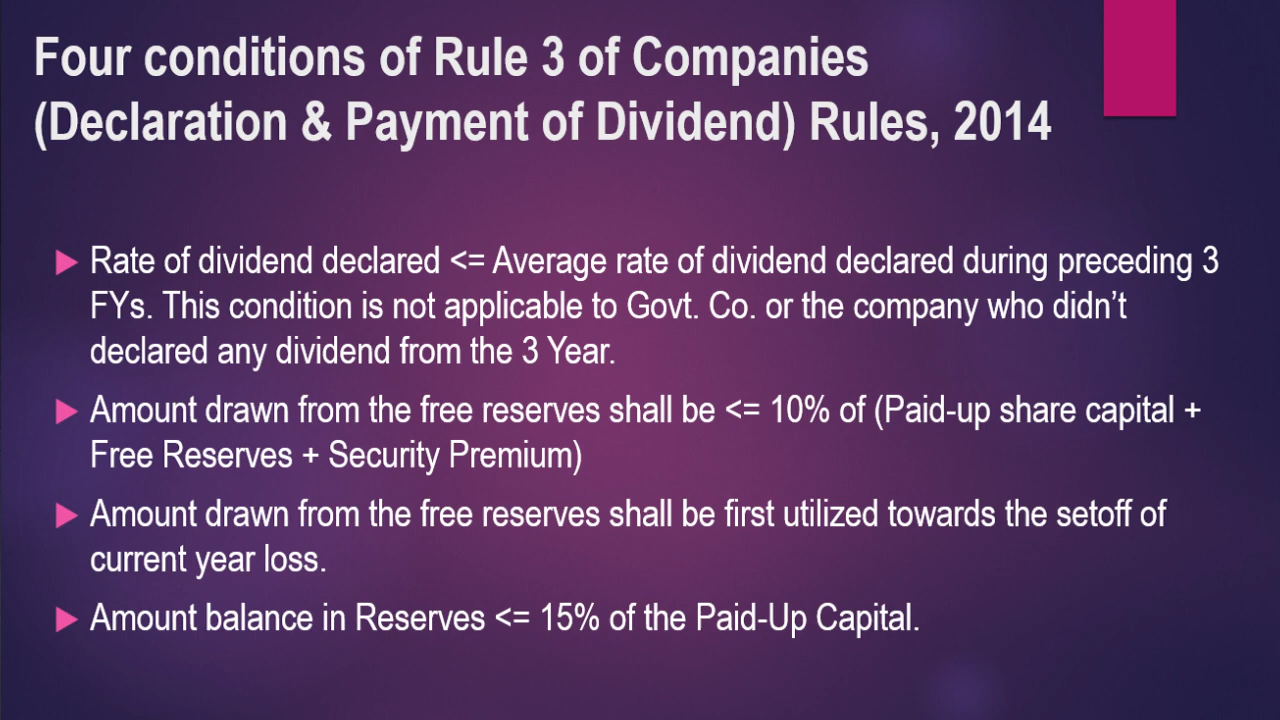 Four conditions of Rule 3 of Companies
(Declaration & Payment of Dividend) Rules, 2014
Rate of dividend declared <= Average rate of dividend declared during preceding 3
FYs. This condition is not applicable to Govt. Co. or the company who didn’t
declared any dividend from the 3 Year.
Amount drawn from the free reserves shall be <= 10% of (Paid-up share capital +
Free Reserves + Security Premium)
Amount drawn from the free reserves shall be first utilized towards the setoff of
current year loss.
Amount balance in Reserves <= 15% of the Paid-Up Capital.